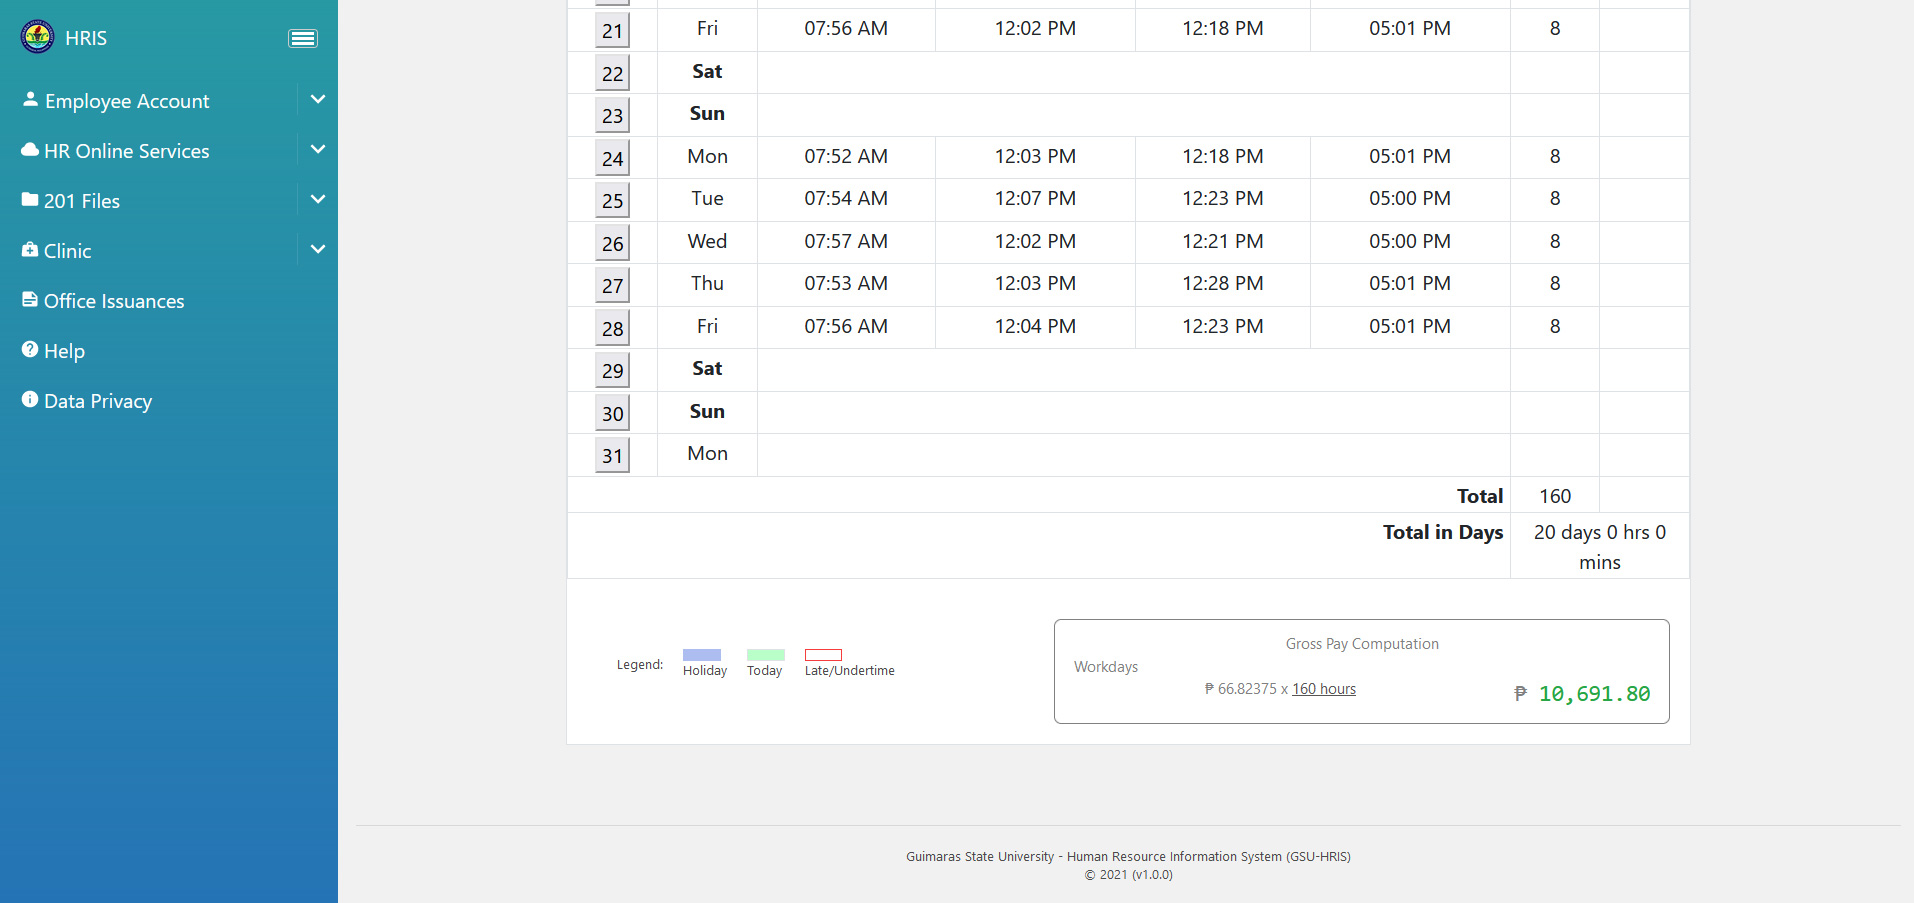 HRIS
Employee Account
HR Online Services
201 Files
Clinic
Office Issuances
Help
Data Privacy
21 Fri 07:56 AM 12:02 PM 12:18 PM 05:01 PM 8
22 Sat
23 Sun
24 Mon 07:52 AM 12:03 PM 12:18 PM 05:01 PM 8
25 Tue 07:54 AM 12:07 PM 12:23 PM 05:00 PM 8
26 Wed 07:57 AM 12:02 PM 12:21 PM 05:00 PM 8
27 Thu 07:53 AM 12:03 PM 12:28 PM 05:01 PM 8
28 Fri 07:56 AM 12:04 PM 12:23 PM 05:01 PM 8
29 Sat
30 Sun
31 Mon
Total 160
Total in Days 20 days 0 hrs 0
mins
Legend: Holiday Today Late/Undertime
Gross Pay Computation
Workdays
₱ 66.82375 x 160 hours
₱ 10,691.80
Guimaras State University - Human Resource Information System (GSU-HRIS)
© 2021 (v1.0.0)